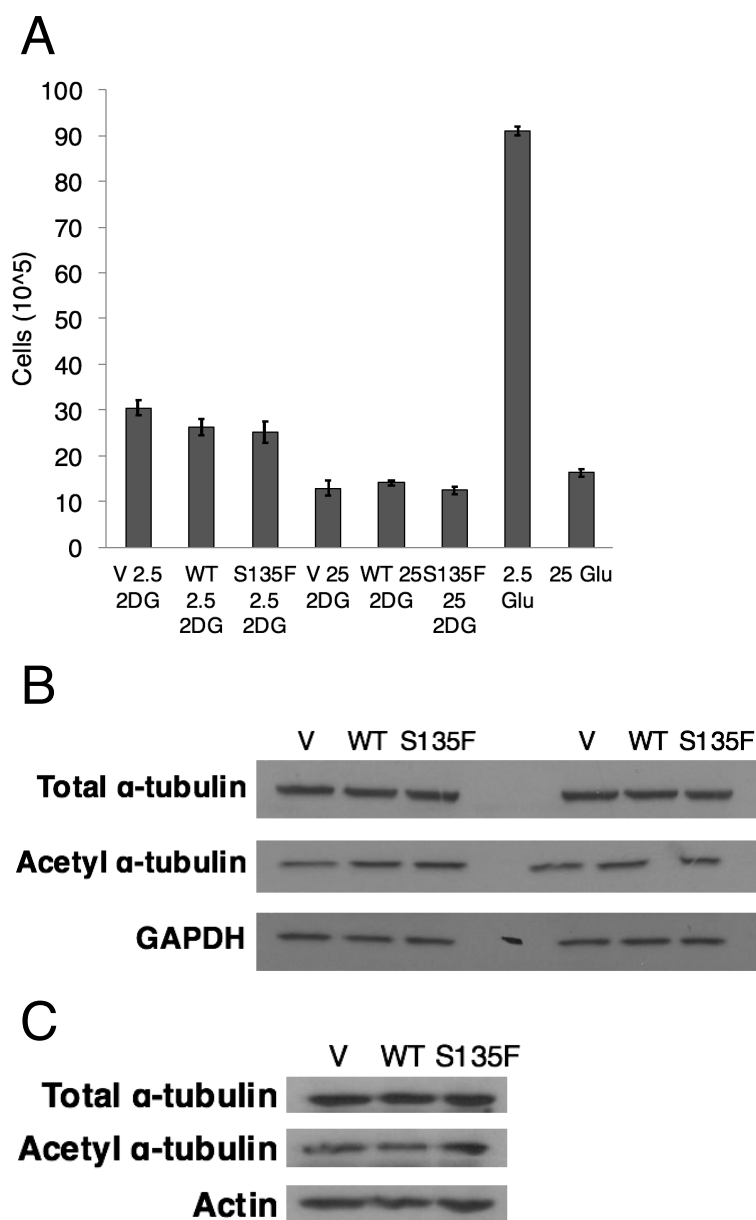 A
100
90
80
70
60
50
40
30
20
10
0
Cells (10^5)
V 2.5 WT S135F V 25 WT 25 S135F 2.5 25 Glu
2DG 2.5 2.5 2DG 2DG 25 Glu
2DG 2DG 2DG
B
V WT S135F V WT S135F
Total α-tubulin
Acetyl α-tubulin
GAPDH
C
V WT S135F
Total α-tubulin
Acetyl α-tubulin
Actin